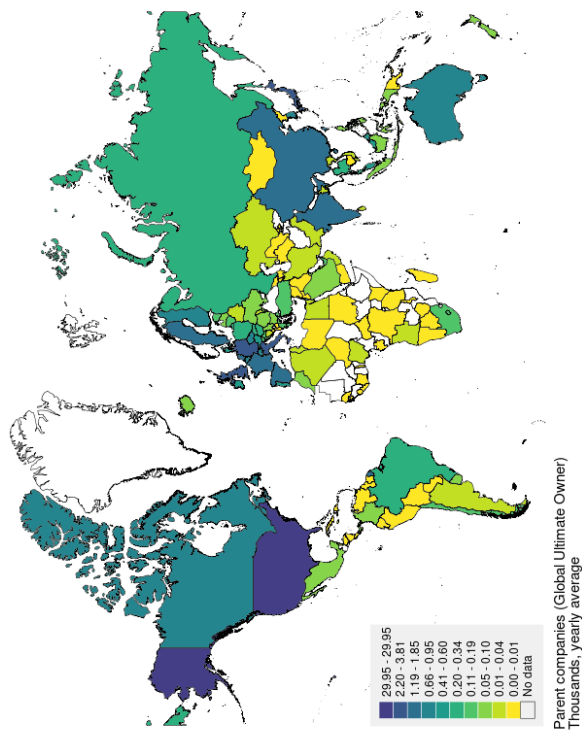 29.95 - 29.95
2.20 - 3.81
1.19 - 1.85
0.66 - 0.95
0.41 - 0.60
0.20 - 0.34
0.11 - 0.19
0.05 - 0.10
0.01 - 0.04
0.00 - 0.01
No data
Parent companies (Global Ultimate Owner)
Thousands, yearly average